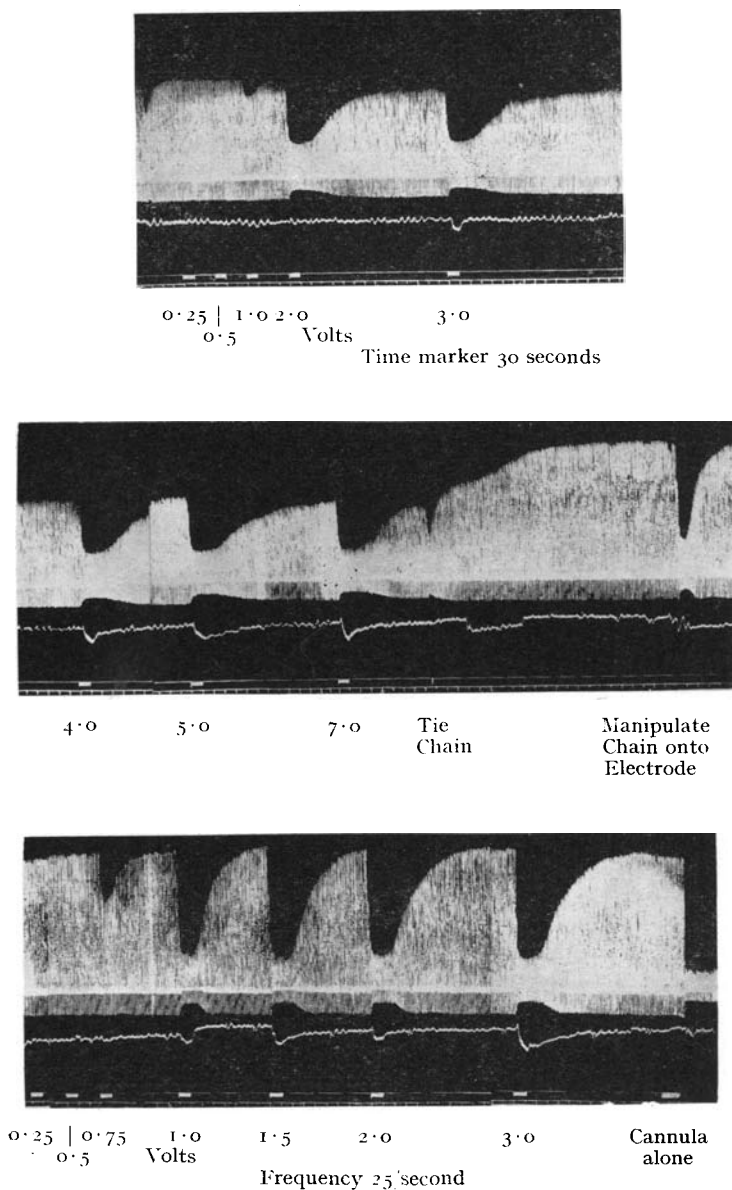 0·25 | 1·0 2·0 3·0
0·5 Volts
Time marker 30 seconds
4·0 5·0 7·0 Tie Manipulate
Chain Chain onto
Electrode
0·25 | 0·75 1·0 1·5 2·0 3·0 Cannula
0·5 Volts alone
Frequency 25/second